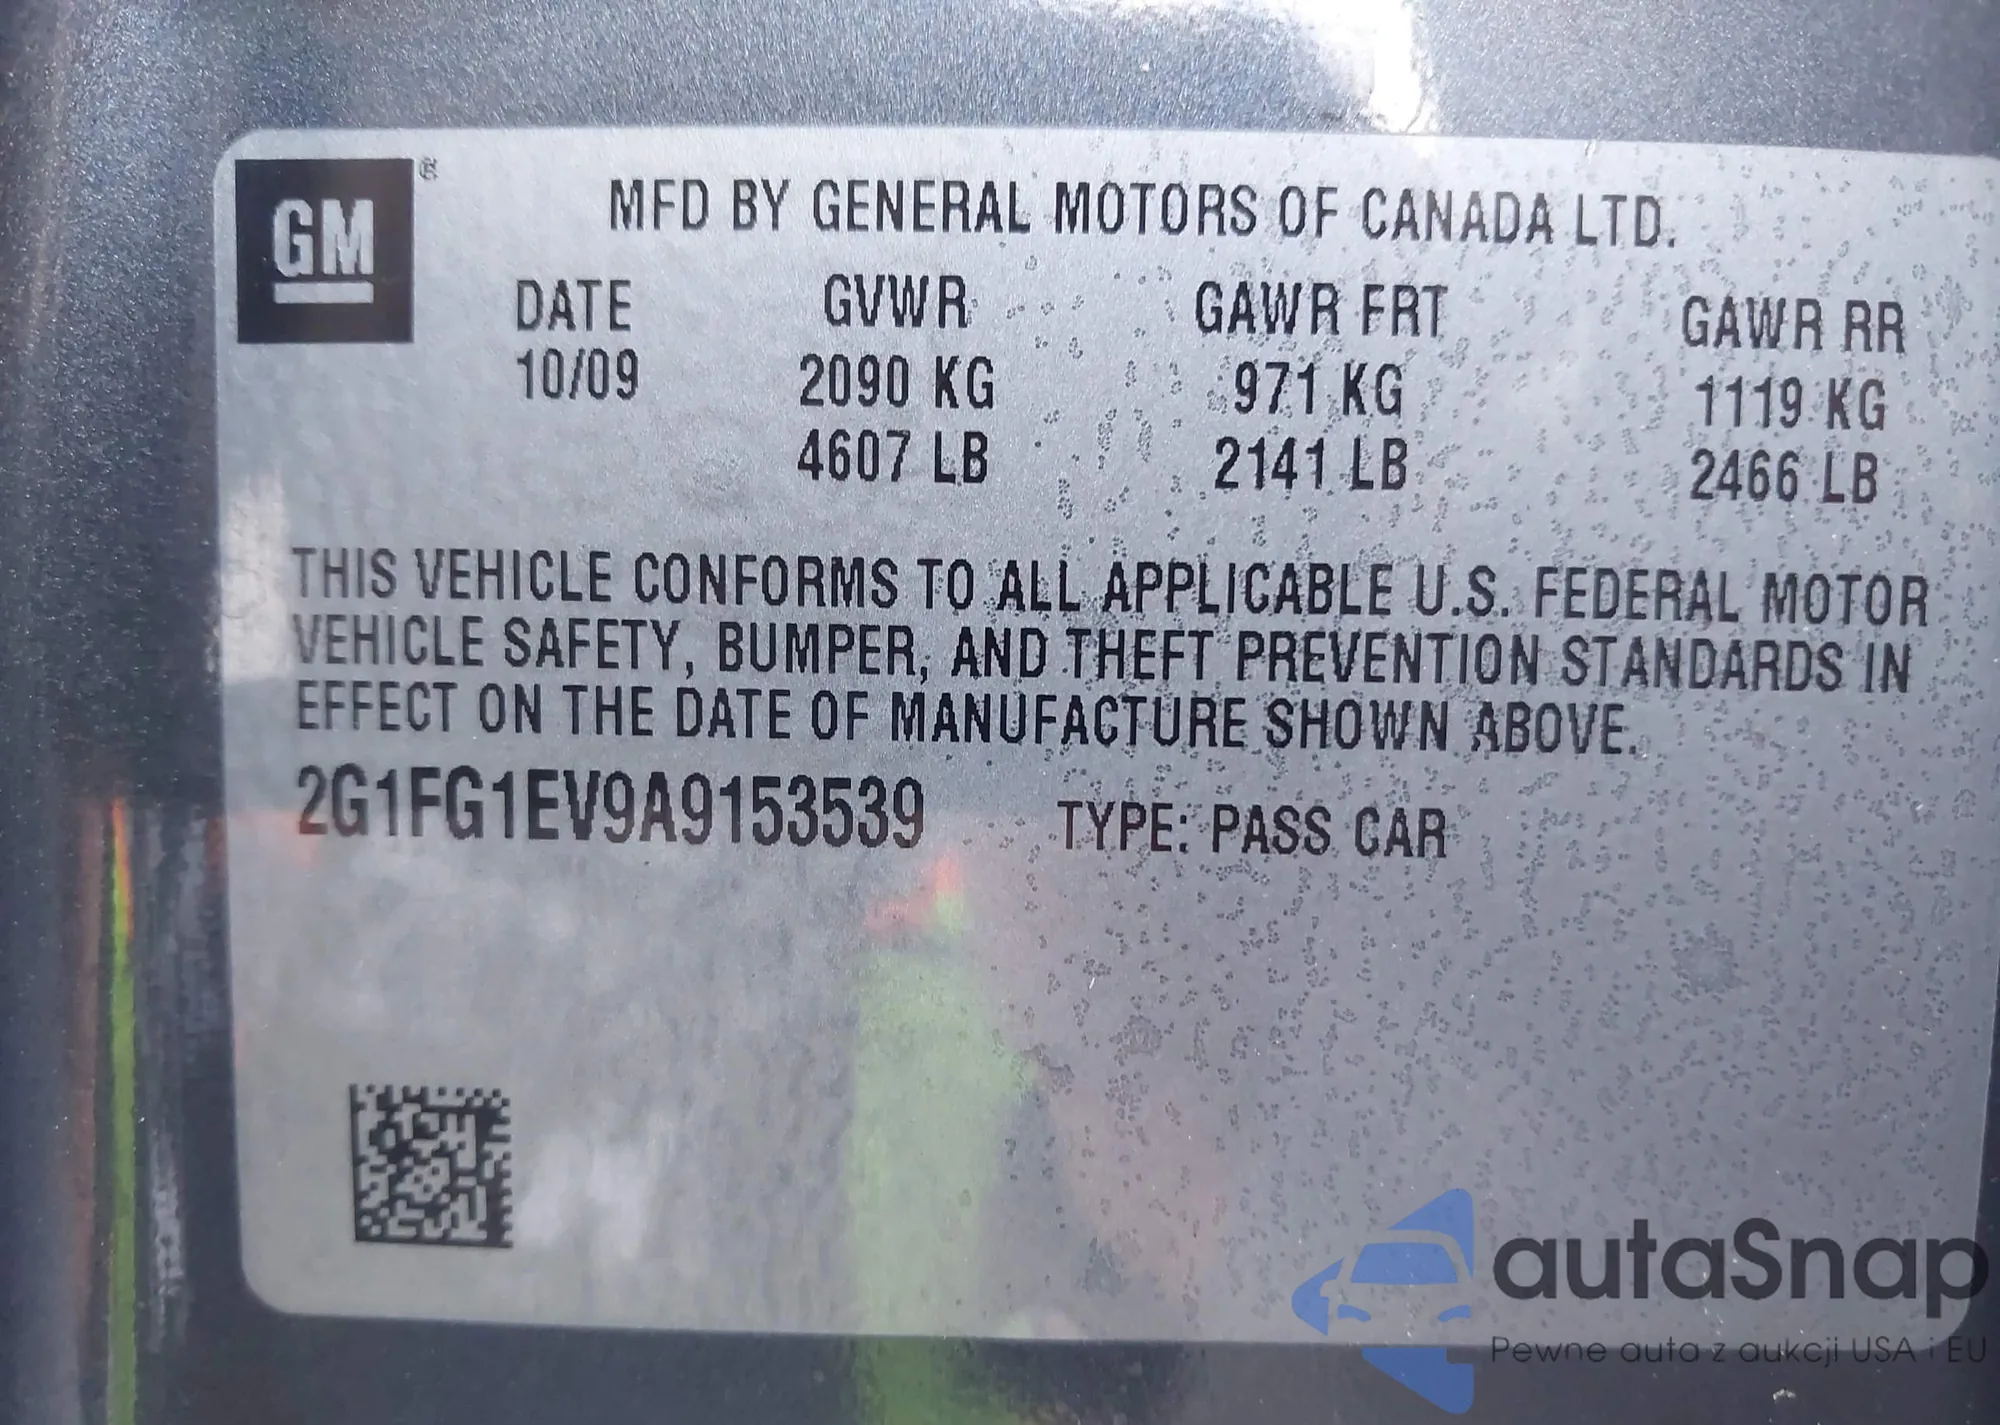 GM ®
MFD BY GENERAL MOTORS OF CANADA LTD.
DATE GVWR GAWR FRT GAWR RR
10/09 2090 KG 971 KG 1119 KG
4607 LB 2141 LB 2466 LB
THIS VEHICLE CONFORMS TO ALL APPLICABLE U.S. FEDERAL MOTOR
VEHICLE SAFETY, BUMPER, AND THEFT PREVENTION STANDARDS IN
EFFECT ON THE DATE OF MANUFACTURE SHOWN ABOVE.
2G1FG1EV9A9153539 TYPE: PASS CAR
autaSnap
Pewne auta z aukcji USA i EU